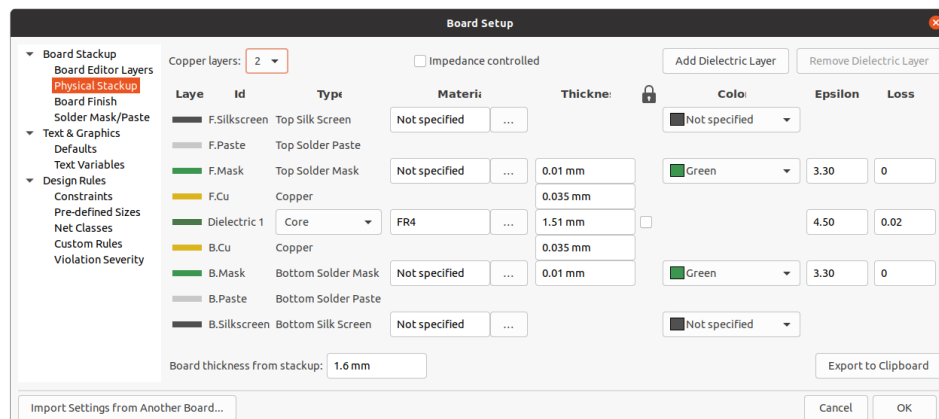 Board Setup
Board Stackup
Board Editor Layers
Physical Stackup
Board Finish
Solder Mask/Paste
Text & Graphics
Defaults
Text Variables
Design Rules
Constraints
Pre-defined Sizes
Net Classes
Custom Rules
Violation Severity
Copper layers: 2 Impedance controlled Add Dielectric Layer Remove Dielectric Layer
Laye Id Type Materia Thickne Color Epsilon Loss
F.Silkscreen Top Silk Screen Not specified ... Not specified
F.Paste Top Solder Paste
F.Mask Top Solder Mask Not specified ... 0.01 mm Green 3.30 0
F.Cu Copper 0.035 mm
Dielectric 1 Core FR4 ... 1.51 mm 4.50 0.02
B.Cu Copper 0.035 mm
B.Mask Bottom Solder Mask Not specified ... 0.01 mm Green 3.30 0
B.Paste Bottom Solder Paste
B.Silkscreen Bottom Silk Screen Not specified ... Not specified
Board thickness from stackup: 1.6 mm Export to Clipboard
Import Settings from Another Board... Cancel OK